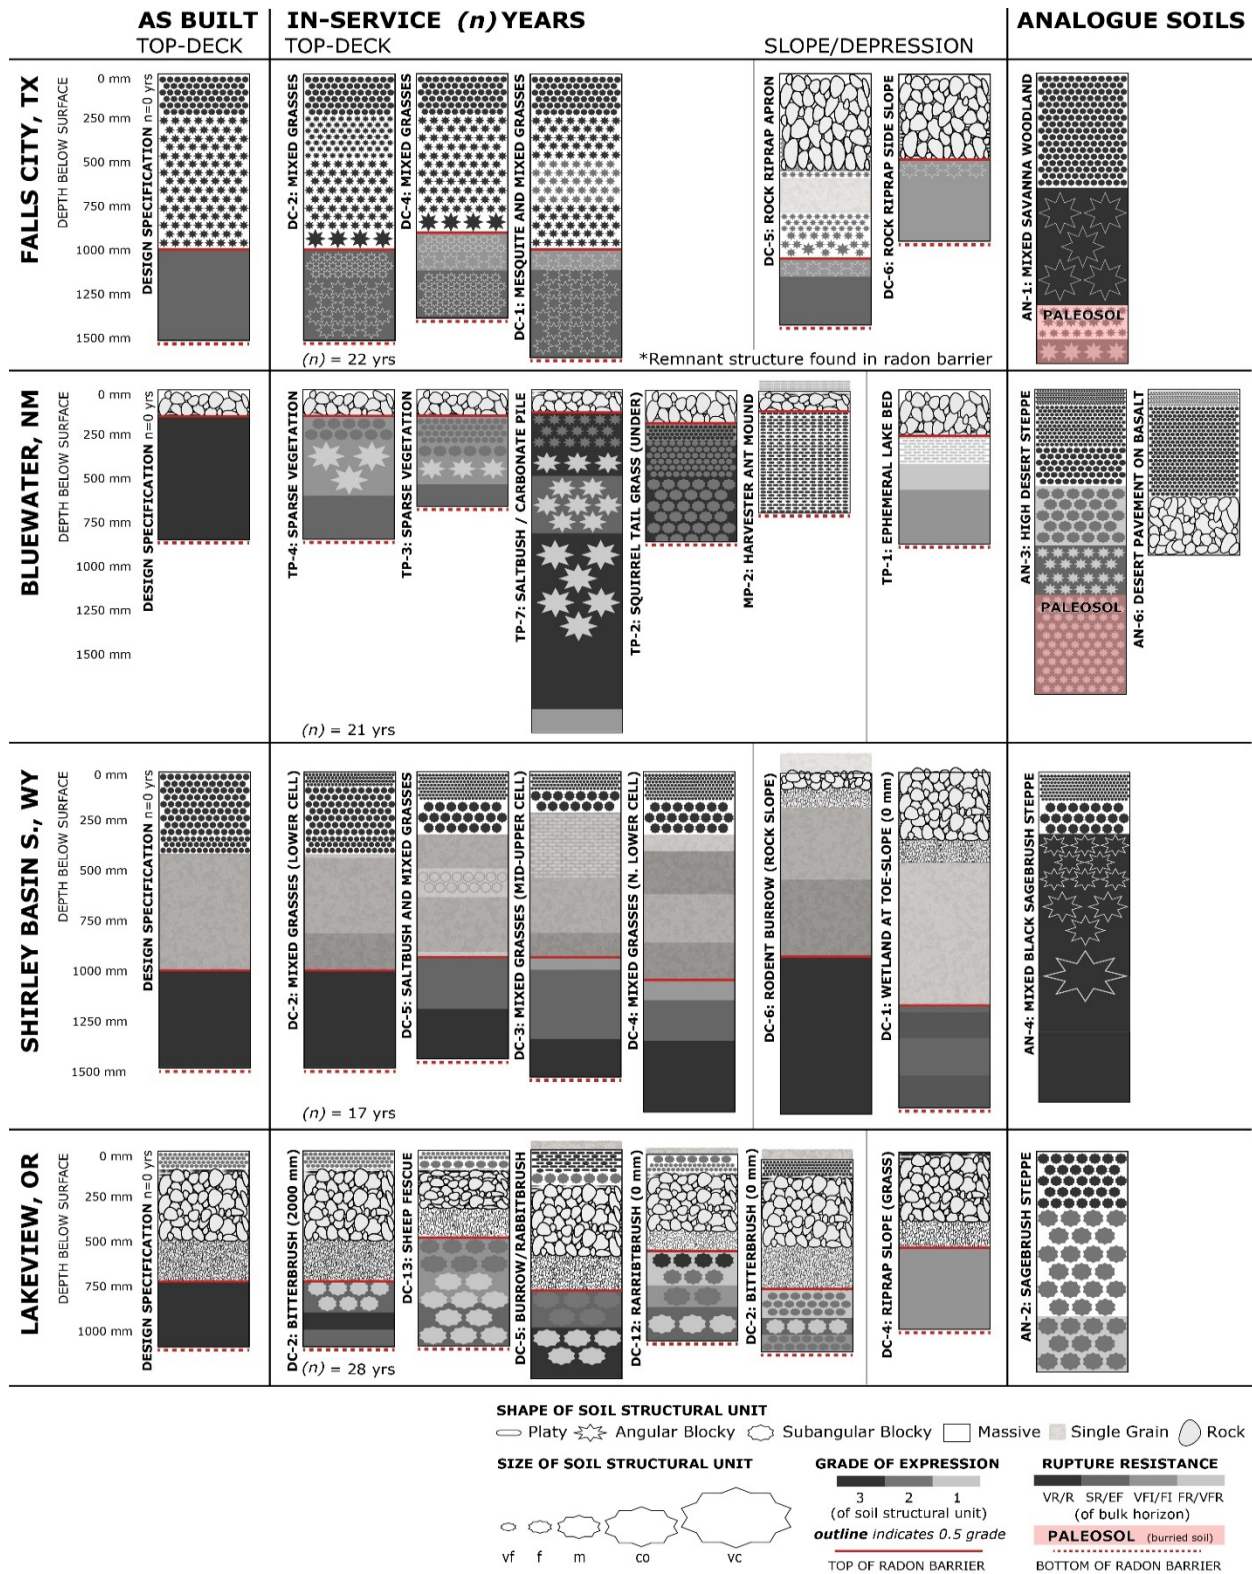 AS BUILT
TOP-DECK
IN-SERVICE (n) YEARS
TOP-DECK
SLOPE/DEPRESSION
ANALOGUE SOILS
FALLS CITY, TX
DEPTH BELOW SURFACE
0 mm
250 mm
500 mm
750 mm
1000 mm
1250 mm
1500 mm
DESIGN SPECIFICATION n=0 yrs
DC-2: MIXED GRASSES
DC-4: MIXED GRASSES
DC-1: MESQUITE AND MIXED GRASSES
DC-5: ROCK RIPRAP APRON
DC-6: ROCK RIPRAP SIDE SLOPE
AN-1: MIXED SAVANNA WOODLAND
PALEOSOL
(n) = 22 yrs
*Remnant structure found in radon barrier
BLUEWATER, NM
DEPTH BELOW SURFACE
0 mm
250 mm
500 mm
750 mm
1000 mm
1250 mm
1500 mm
DESIGN SPECIFICATION n=0 yrs
TP-4: SPARSE VEGETATION
TP-3: SPARSE VEGETATION
TP-7: SALTBUSH / CARBONATE PILE
TP-2: SQUIRREL TAIL GRASS (UNDER)
MP-2: HARVESTER ANT MOUND
TP-1: EPHEMERAL LAKE BED
AN-3: HIGH DESERT STEPPE
PALEOSOL
AN-6: DESERT PAVEMENT ON BASALT
(n) = 21 yrs
SHIRLEY BASIN S., WY
DEPTH BELOW SURFACE
0 mm
250 mm
500 mm
750 mm
1000 mm
1250 mm
1500 mm
DESIGN SPECIFICATION n=0 yrs
DC-2: MIXED GRASSES (LOWER CELL)
DC-5: SALTBUSH AND MIXED GRASSES
DC-3: MIXED GRASSES (MID-UPPER CELL)
DC-4: MIXED GRASSES (N. LOWER CELL)
DC-6: RODENT BURROW (ROCK SLOPE)
DC-1: WETLAND AT TOE-SLOPE (0 mm)
AN-4: MIXED BLACK SAGEBRUSH STEPPE
(n) = 17 yrs
LAKEVIEW, OR
DEPTH BELOW SURFACE
0 mm
250 mm
500 mm
750 mm
1000 mm
DESIGN SPECIFICATION n=0 yrs
DC-2: BITTERBRUSH (2000 mm)
DC-13: SHEEP FESCUE
DC-5: BURROW/RABBITBRUSH
DC-12: RARRIBTBRUSH (0 mm)
DC-2: BITTERBRUSH (0 mm)
DC-4: RIPRAP SLOPE (GRASS)
AN-2: SAGEBRUSH STEPPE
(n) = 28 yrs
SHAPE OF SOIL STRUCTURAL UNIT
Platy Angular Blocky Subangular Blocky Massive Single Grain Rock
SIZE OF SOIL STRUCTURAL UNIT
vf f m co vc
GRADE OF EXPRESSION
3 2 1
(of soil structural unit)
outline indicates 0.5 grade
TOP OF RADON BARRIER
RUPTURE RESISTANCE
VR/R SR/EF VFI/FI FR/VFR
(of bulk horizon)
PALEOSOL (burried soil)
BOTTOM OF RADON BARRIER